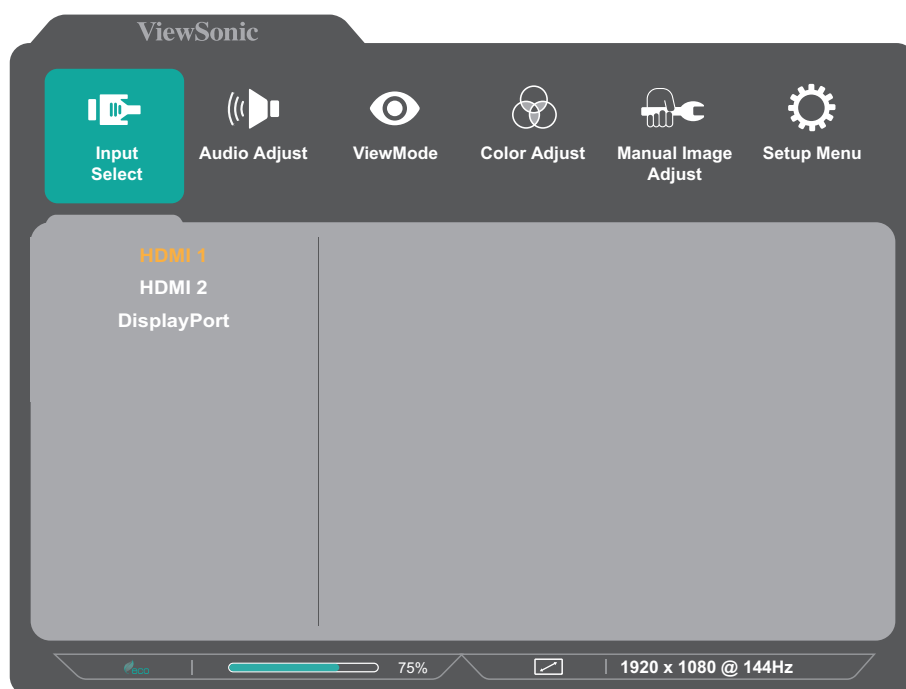 ViewSonic
Input
Select
Audio Adjust
ViewMode
Color Adjust
Manual Image
Adjust
Setup Menu
HDMI 1
HDMI 2
DisplayPort
eco
75%
1920 x 1080 @ 144Hz